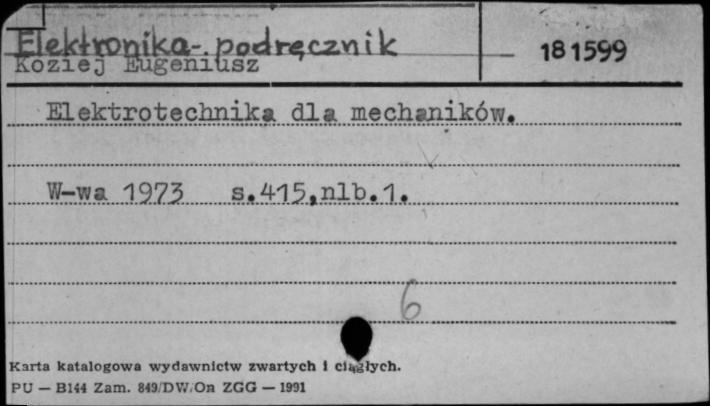 Elektronika - podręcznik
Koziej Eugeniusz
181599
Elektrotechnika dla mechaników.
W-wa 1973 s.415,nlb.1.
6
Karta katalogowa wydawnictw zwartych i ciągłych.
PU — B144 Zam. 849/DW/On ZGG — 1991